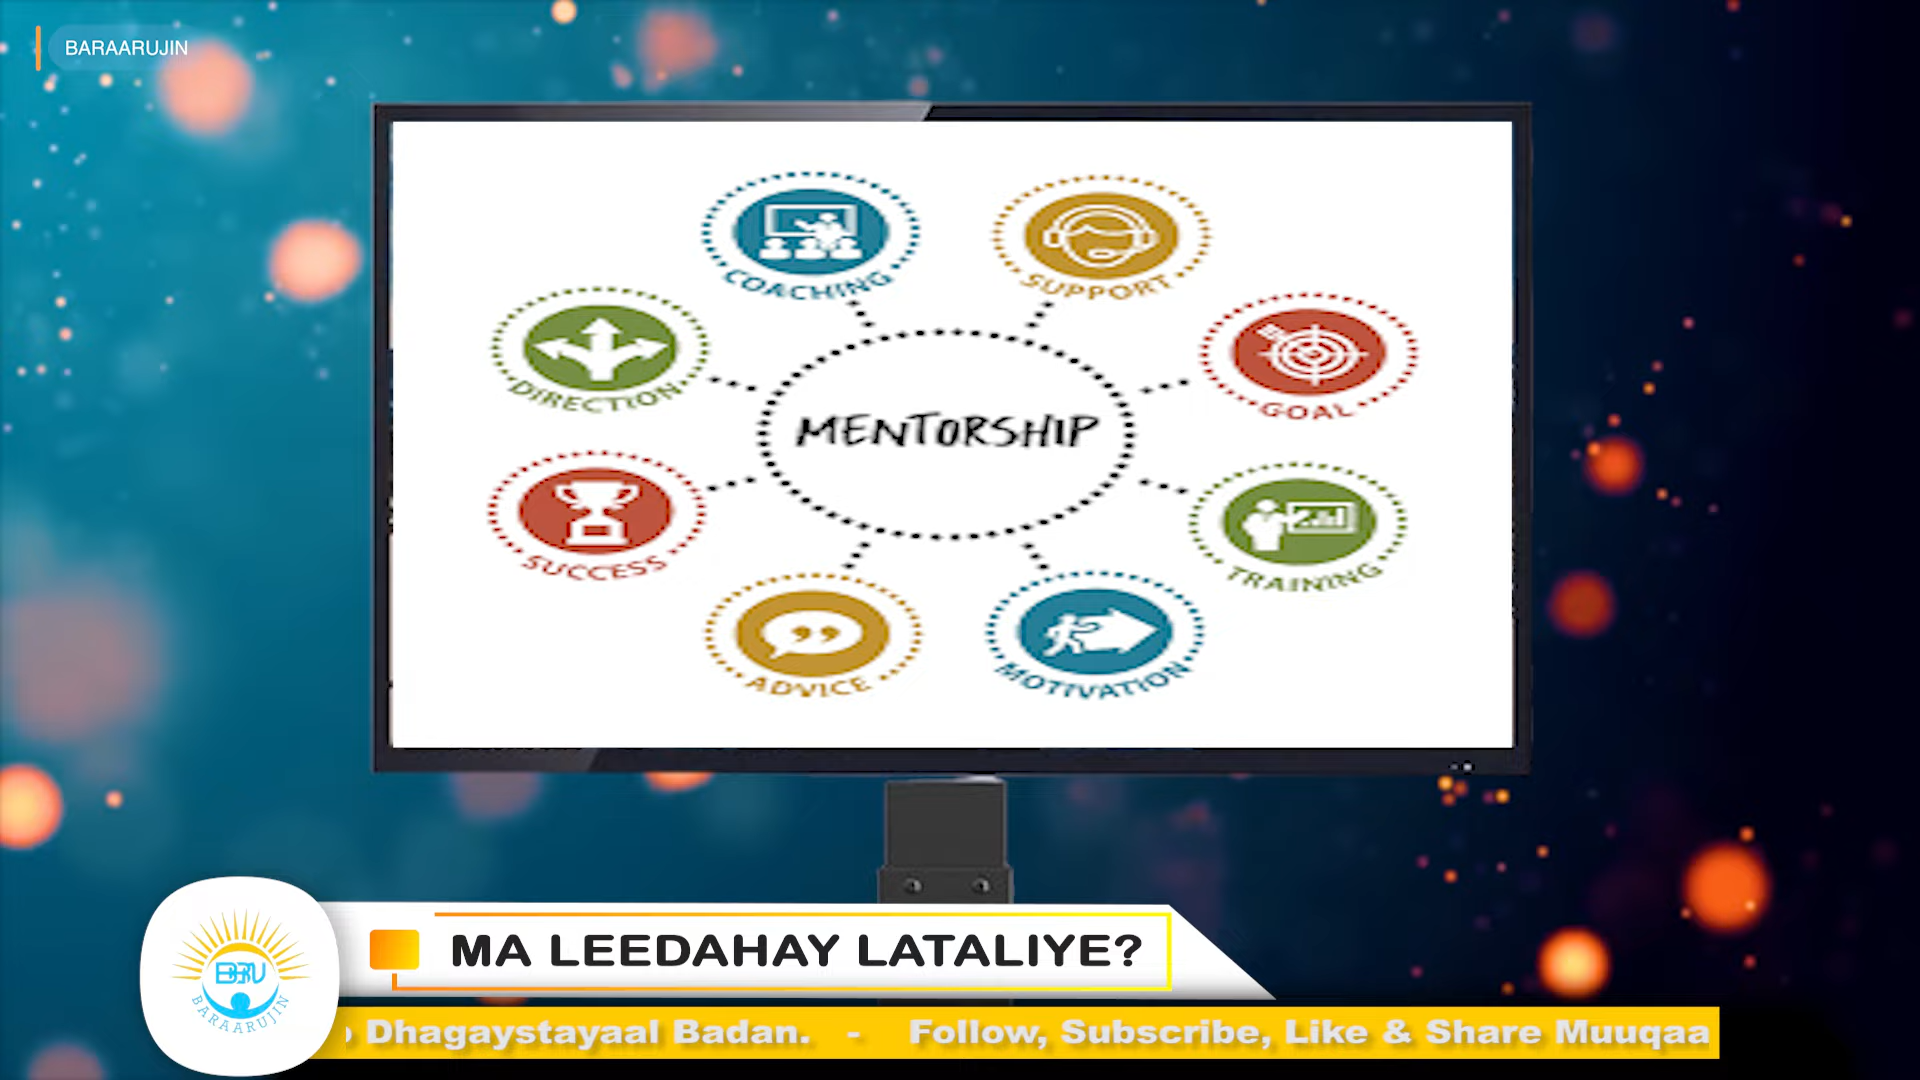 BARAARUJIN
COACHING
SUPPORT
DIRECTION
GOAL
MENTORSHIP
SUCCESS
TRAINING
ADVICE
MOTIVATION
MA LEEDAHAY LATALIYE?
BARAARUJIN
Dhagaystayaal Badan. - Follow, Subscribe, Like & Share Muuqaa